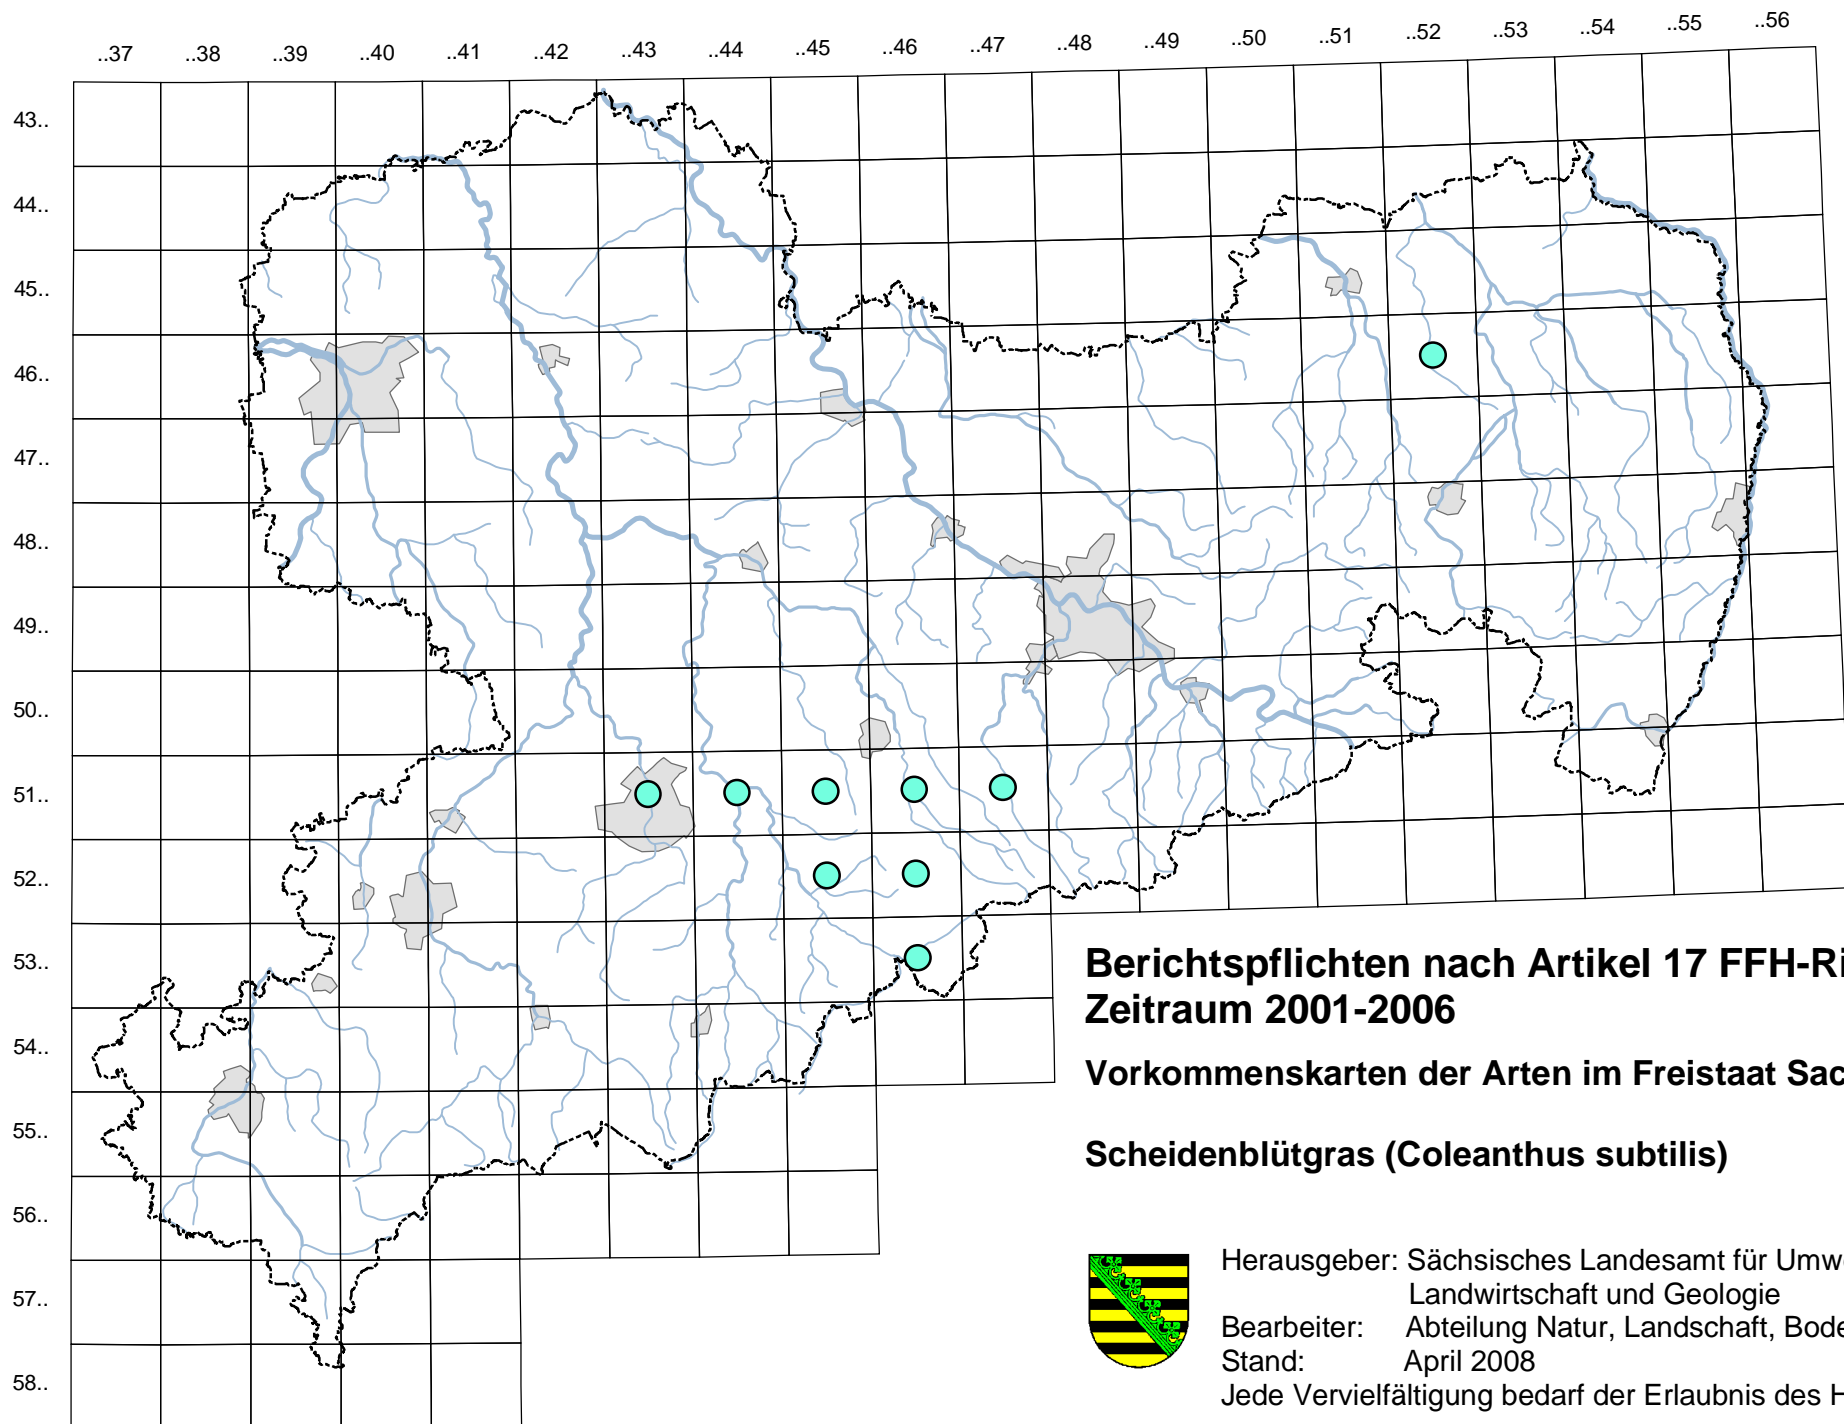 ..37 ..38 ..39 ..40 ..41 ..42 ..43 ..44 ..45 ..46 ..47 ..48 ..49 ..50 ..51 ..52 ..53 ..54 ..55 ..56
43..
44..
45..
46..
47..
48..
49..
50..
51..
52..
53..
54..
55..
56..
57..
58..
Berichtspflichten nach Artikel 17 FFH-Ri
Zeitraum 2001-2006
Vorkommenskarten der Arten im Freistaat Sac
Scheidenblütgras (Coleanthus subtilis)
Herausgeber: Sächsisches Landesamt für Umwe
Landwirtschaft und Geologie
Bearbeiter: Abteilung Natur, Landschaft, Bode
Stand: April 2008
Jede Vervielfältigung bedarf der Erlaubnis des H